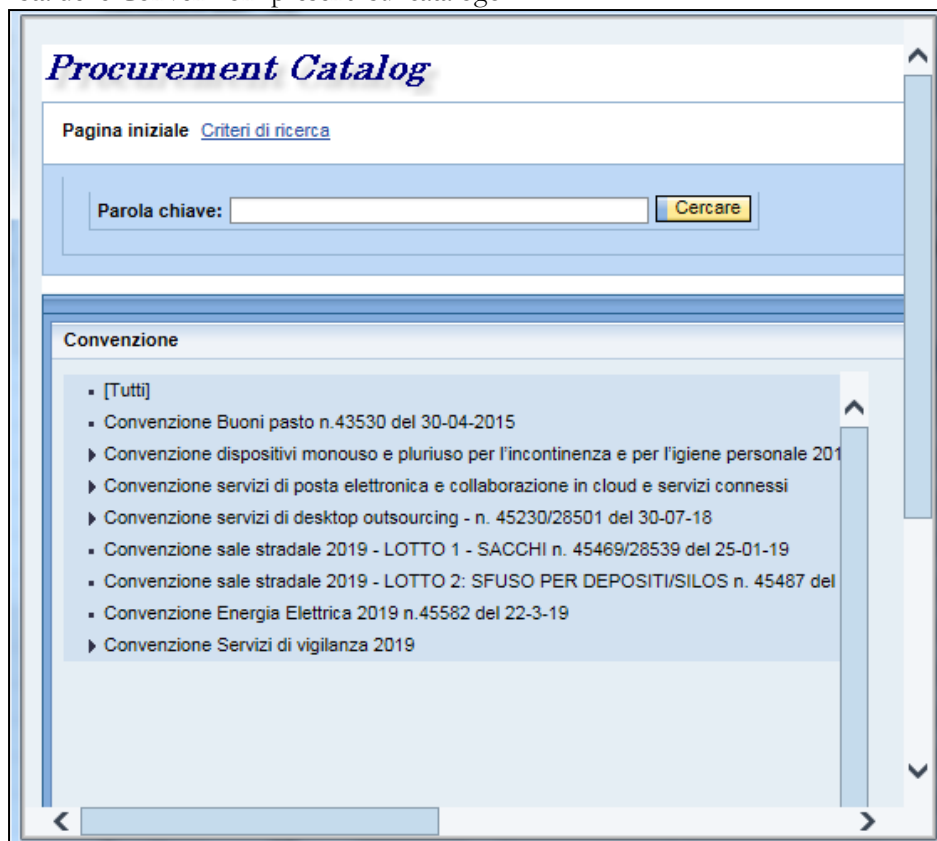 Procurement Catalog
Pagina iniziale Criteri di ricerca
Parola chiave: Cercare
Convenzione
[Tutti]
Convenzione Buoni pasto n.43530 del 30-04-2015
Convenzione dispositivi monouso e pluriuso per l'incontinenza e per l'igiene personale 201
Convenzione servizi di posta elettronica e collaborazione in cloud e servizi connessi
Convenzione servizi di desktop outsourcing - n. 45230/28501 del 30-07-18
Convenzione sale stradale 2019 - LOTTO 1 - SACCHI n. 45469/28539 del 25-01-19
Convenzione sale stradale 2019 - LOTTO 2: SFUSO PER DEPOSITI/SILOS n. 45487 del
Convenzione Energia Elettrica 2019 n.45582 del 22-3-19
Convenzione Servizi di vigilanza 2019